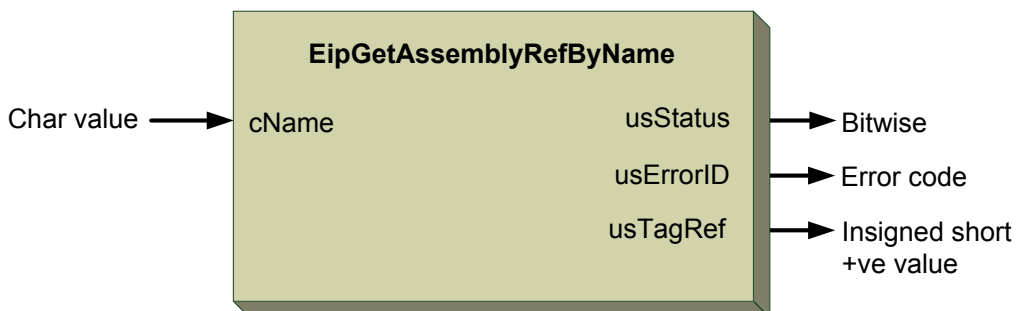 EipGetAssemblyRefByName
Char value
cName
usStatus
Bitwise
usErrorID
Error code
usTagRef
Insigned short
+ve value